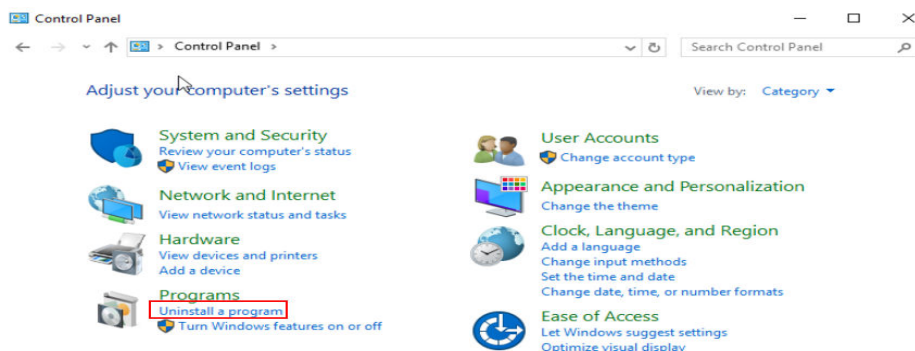 Control Panel
Control Panel
Search Control Panel
Adjust your computer's settings
View by: Category
System and Security
Review your computer's status
View event logs
Network and Internet
View network status and tasks
Hardware
View devices and printers
Add a device
Programs
Uninstall a program
Turn Windows features on or off
User Accounts
Change account type
Appearance and Personalization
Change the theme
Clock, Language, and Region
Add a language
Change input methods
Set the time and date
Change date, time, or number formats
Ease of Access
Let Windows suggest settings
Optimize visual display